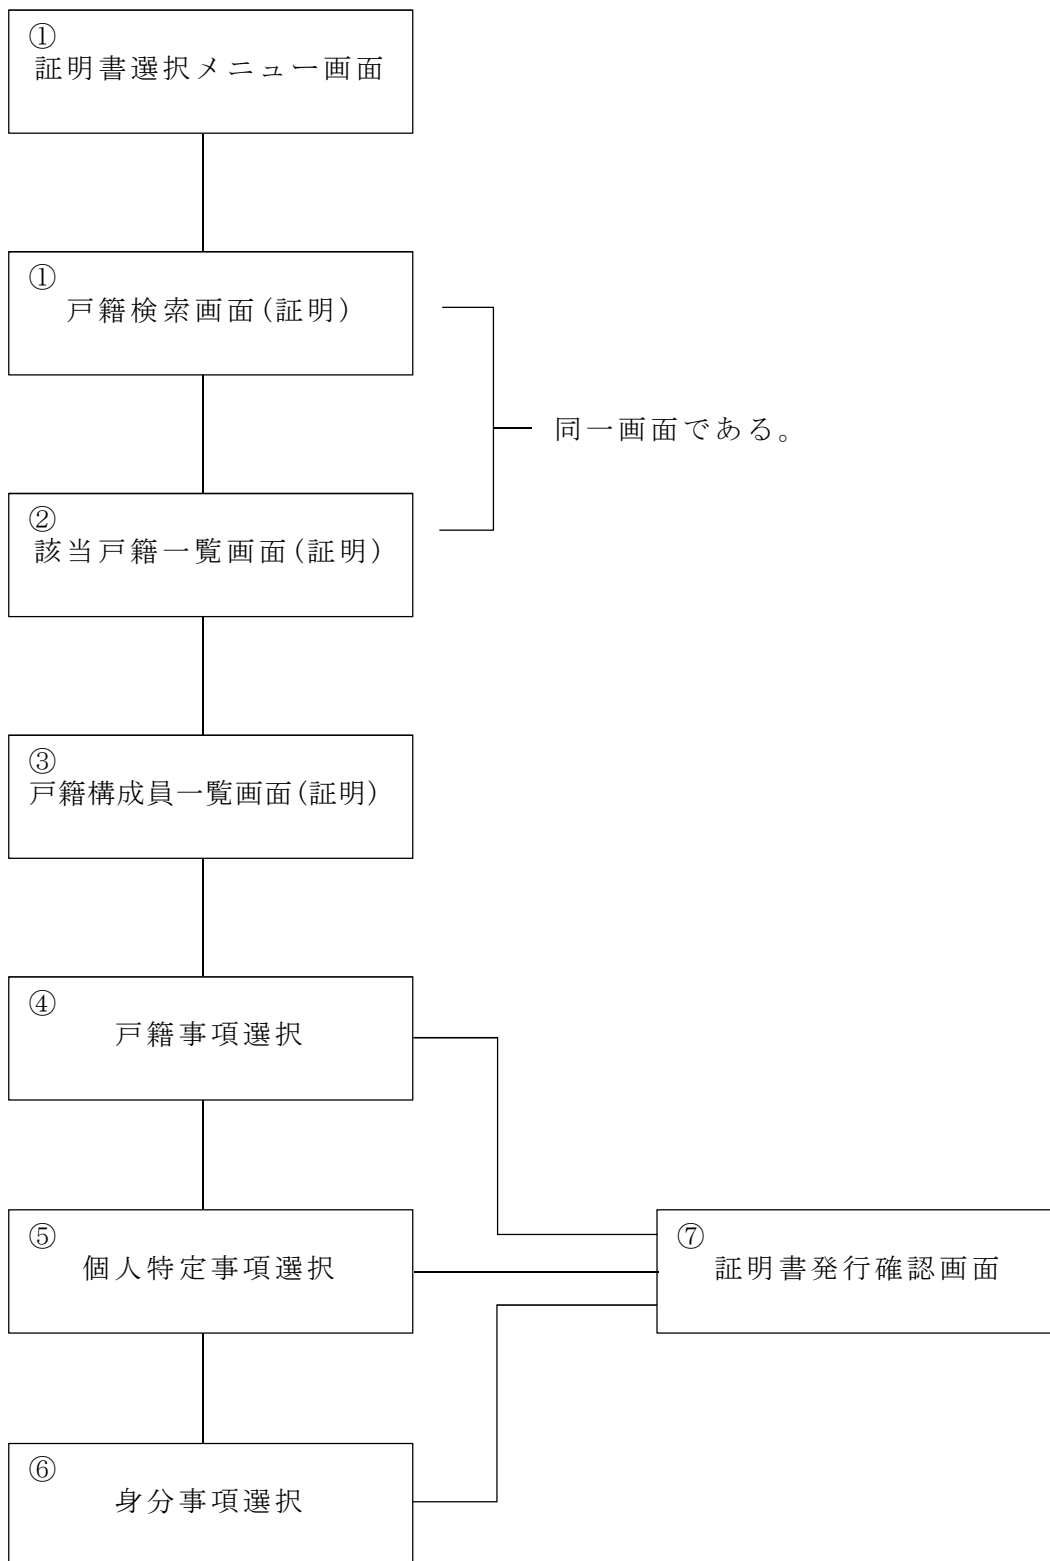 ①
証明書選択メニュー画面
①
戸籍検索画面(証明)
同一画面である。
②
該当戸籍一覧画面(証明)
③
戸籍構成員一覧画面(証明)
④
戸籍事項選択
⑤
個人特定事項選択
⑦
証明書発行確認画面
⑥
身分事項選択